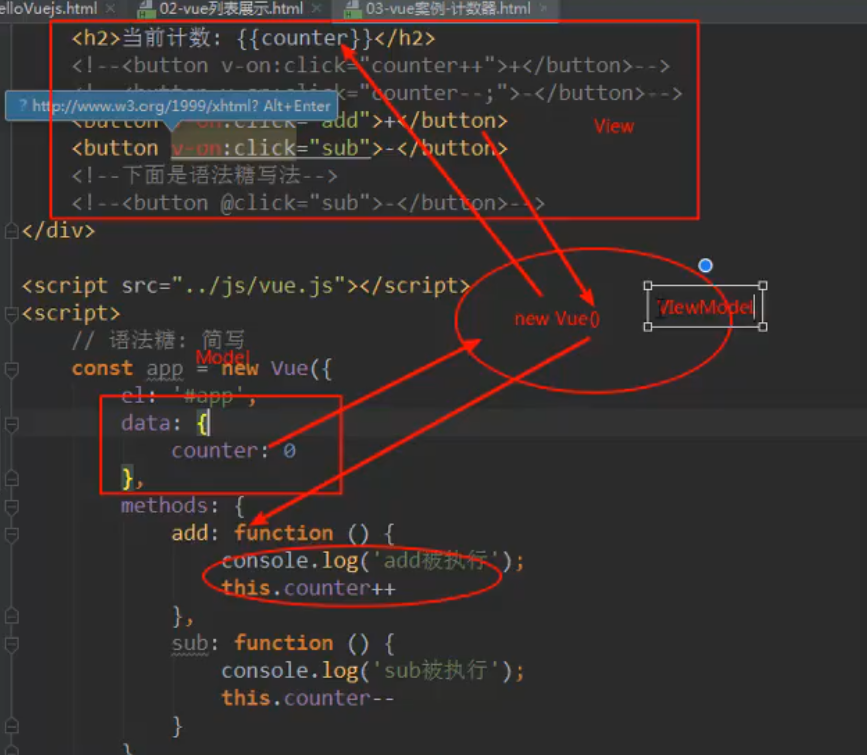 elloVuejs.html × 02-vue列表展示.html × 03-vue案例-计数器.html ×
<h2>当前计数: {{counter}}</h2>
<!--<button v-on:click="counter++">+</button>-->
="counter--;">-</button>-->
? http://www.w3.org/1999/xhtml? Alt+Enter
<button v-on:click="add">+</button>
View
<button v-on:click="sub">-</button>
<!--下面是语法糖写法-->
<!--<button @click="sub">-</button>-->
</div>
<script src="../js/vue.js"></script>
new Vue()
ViewModel
<script>
// 语法糖: 简写
Model
const app = new Vue({
el: '#app',
data: {
counter: 0
},
methods: {
add: function () {
console.log('add被执行');
this.counter++
},
sub: function () {
console.log('sub被执行');
this.counter--
}